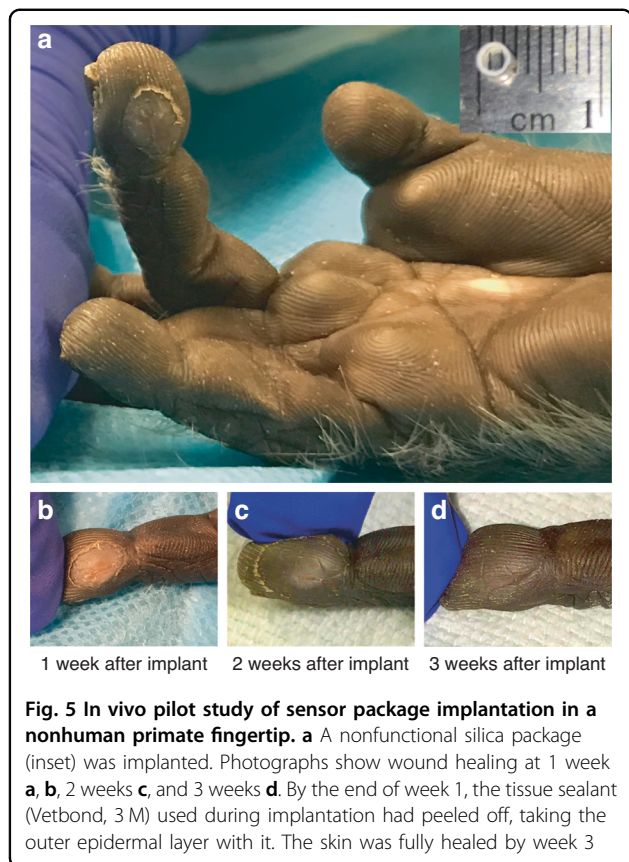 a
cm 1
b
c
d
1 week after implant
2 weeks after implant
3 weeks after implant
Fig. 5 In vivo pilot study of sensor package implantation in a
nonhuman primate fingertip. a A nonfunctional silica package
(inset) was implanted. Photographs show wound healing at 1 week
a, b, 2 weeks c, and 3 weeks d. By the end of week 1, the tissue sealant
(Vetbond, 3 M) used during implantation had peeled off, taking the
outer epidermal layer with it. The skin was fully healed by week 3